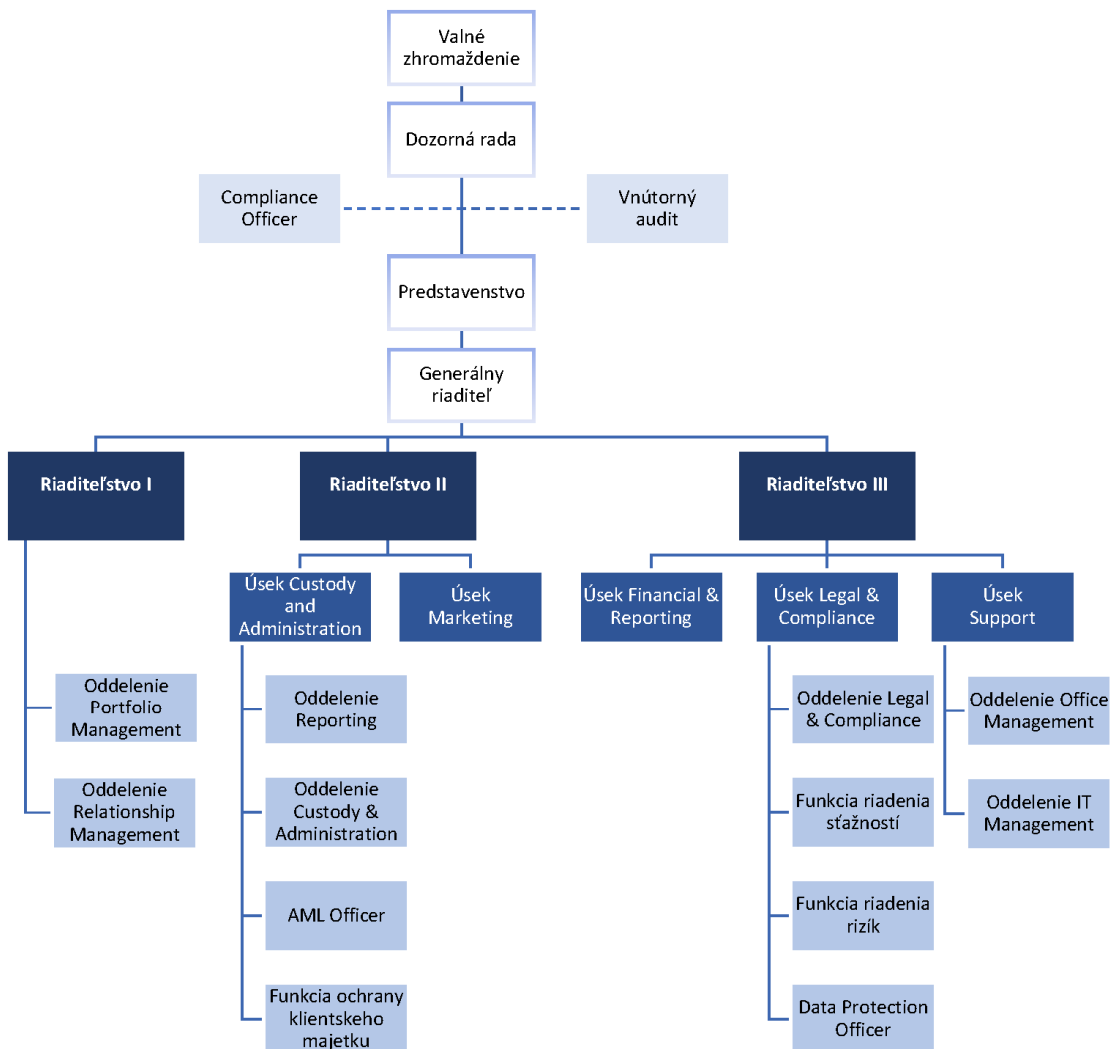 Valné
zhromaždenie
Dozorná rada
Compliance
Officer
Vnútorný
audit
Predstavenstvo
Generálny
riaditeľ
Riaditeľstvo I
Riaditeľstvo II
Riaditeľstvo III
Úsek Custody
and
Administration
Úsek
Marketing
Úsek Financial &
Reporting
Úsek Legal &
Compliance
Úsek
Support
Oddelenie
Portfolio
Management
Oddelenie
Relationship
Management
Oddelenie
Reporting
Oddelenie
Custody &
Administration
AML Officer
Funkcia ochrany
klientskeho
majetku
Oddelenie Legal
& Compliance
Funkcia riadenia
sťažností
Funkcia riadenia
rizík
Data Protection
Officer
Oddelenie Office
Management
Oddelenie IT
Management